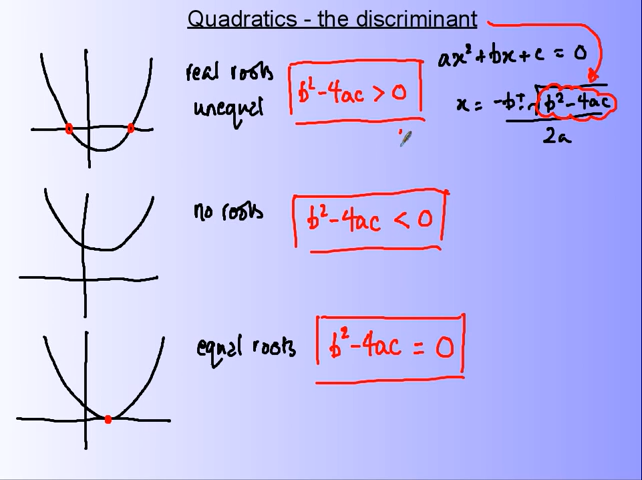 Quadratics - the discriminant
ax² + bx + c = 0
x = -b ± √b² - 4ac
2a
real roots
unequal
b² - 4ac > 0
no roots
b² - 4ac < 0
equal roots
b² - 4ac = 0